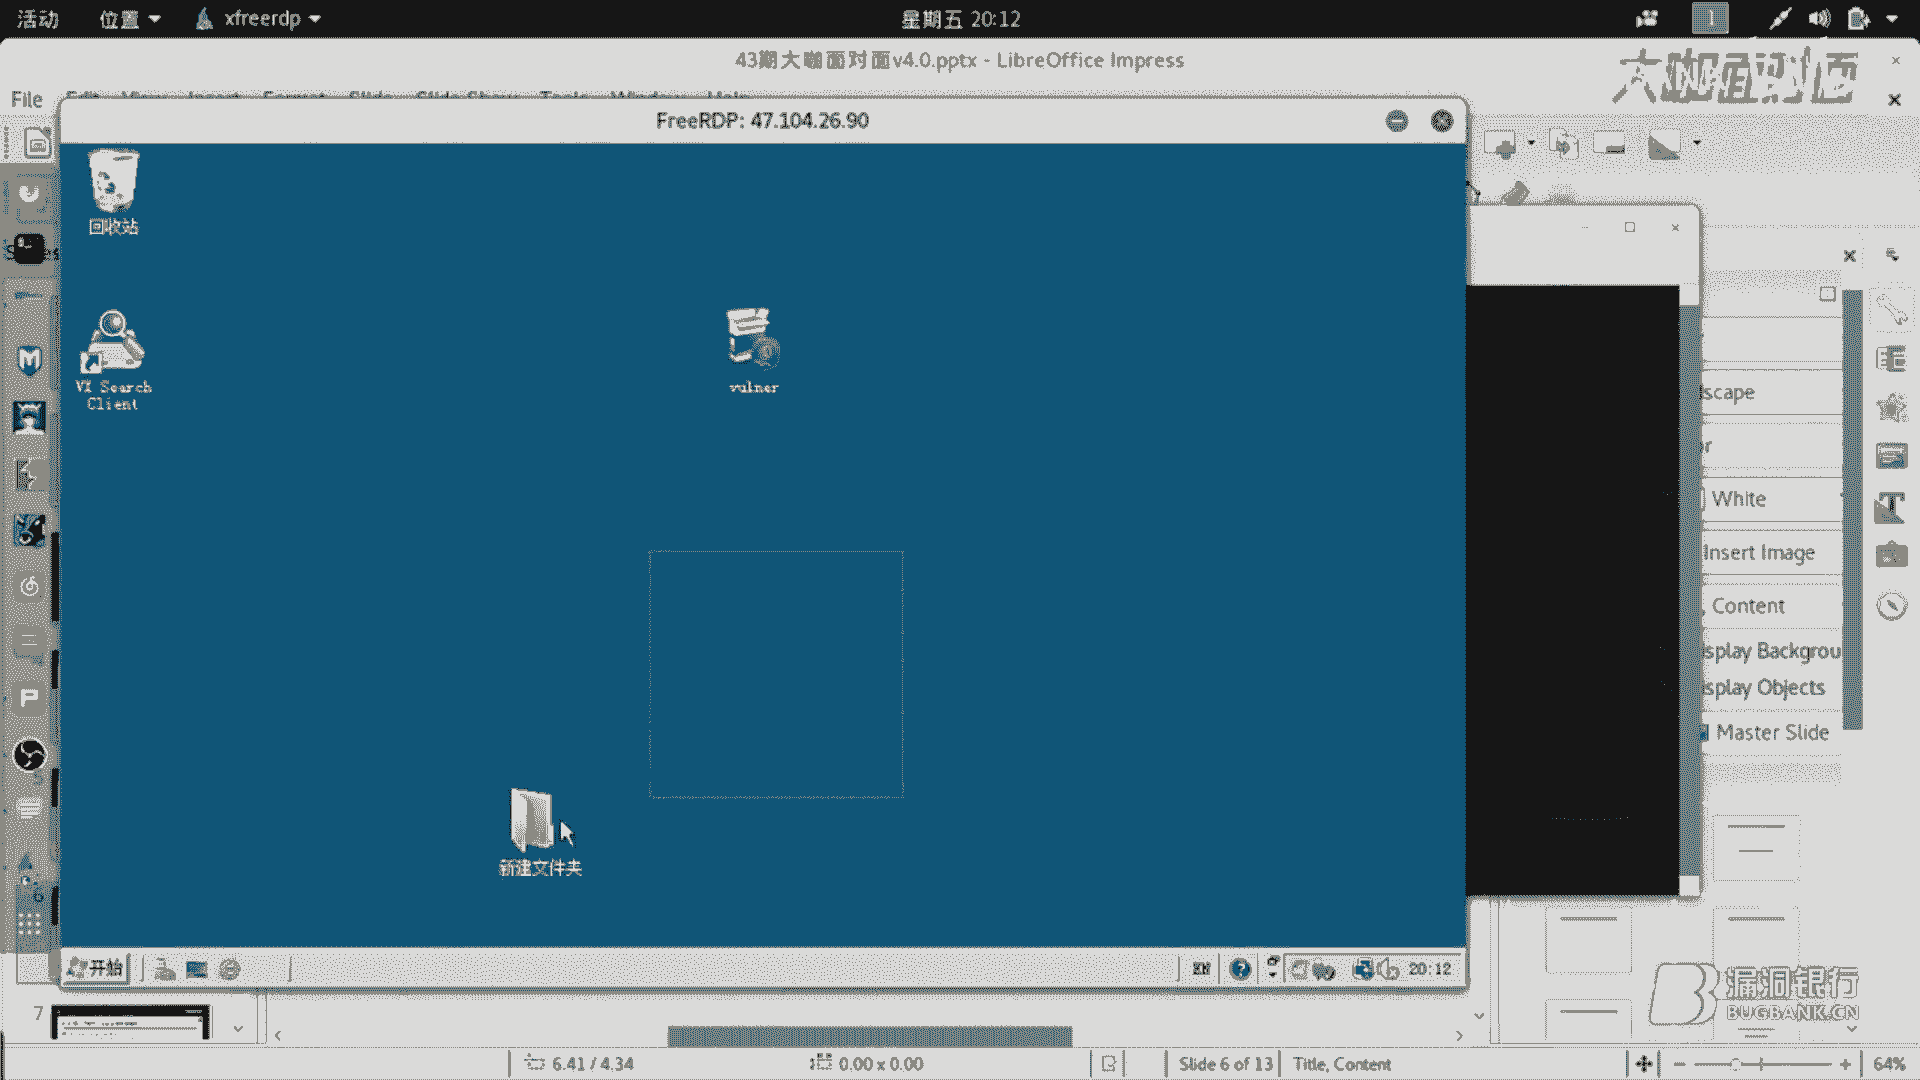 活动 位置 xfreerdp 星期五 20:12 1
43期大咖面对面v4.0.pptx - LibreOffice Impress
大咖面对面
File
FreeRDP: 47.104.26.90
回收站
VX Search
Client
vulner
新建文件夹
scape
White
Insert Image
Content
splay Backgrou
splay Objects
Master Slide
开始 EN 20:12
漏洞银行
BUGBANK.CN
7
6.41 / 4.34 0.00 x 0.00 Slide 6 of 13 Title, Content 64%